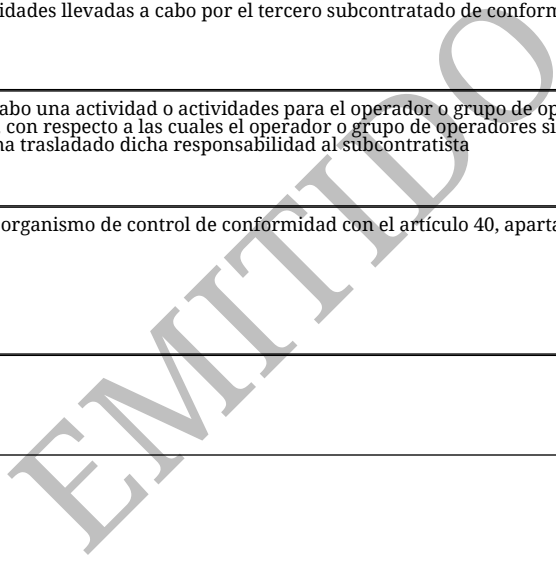 idades llevadas a cabo por el tercero subcontratado de conform
abo una actividad o actividades para el operador o grupo de op
con respecto a las cuales el operador o grupo de operadores si
na trasladado dicha responsabilidad al subcontratista
organismo de control de conformidad con el artículo 40, aparta
EMITIDO